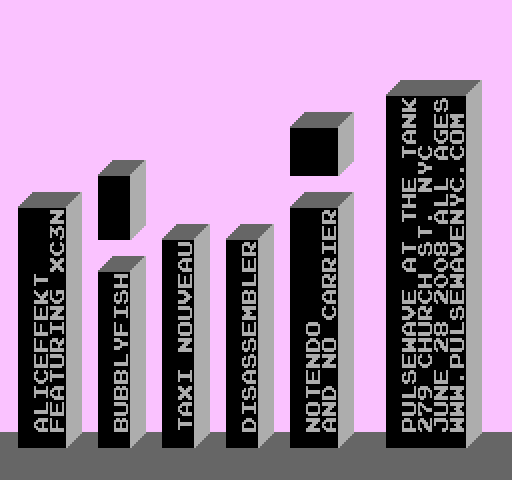 ALICEFFEKT
FEATURING XC3N
BUBBLYFISH
TAXI NOUVEAU
DISASSEMBLER
NOTENDO
AND NO CARRIER
PULSEWAVE AT THE TANK
279 CHURCH ST. NYC
JUNE 28 2008 ALL AGES
WWW.PULSEWAVENYC.COM